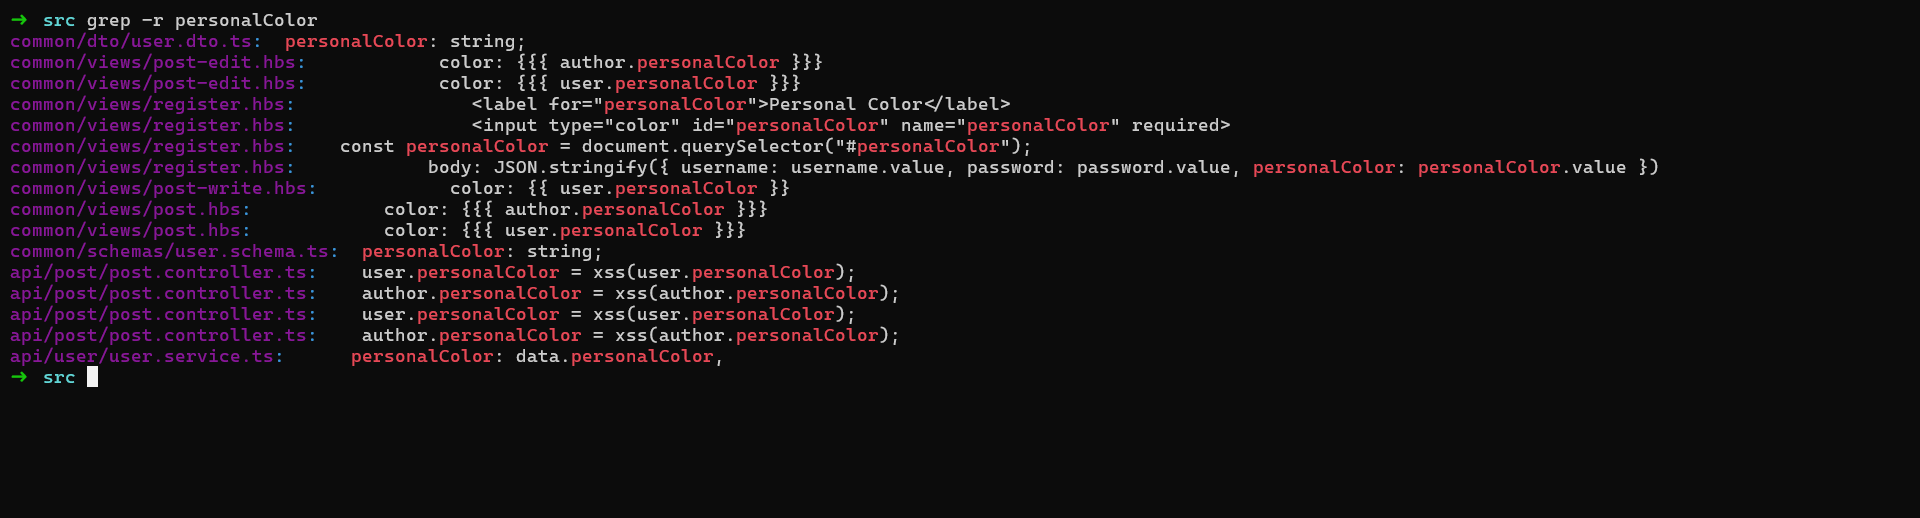 ➜ src grep -r personalColor
common/dto/user.dto.ts:  personalColor: string;
common/views/post-edit.hbs:            color: {{{ author.personalColor }}}
common/views/post-edit.hbs:            color: {{{ user.personalColor }}}
common/views/register.hbs:                <label for="personalColor">Personal Color</label>
common/views/register.hbs:                <input type="color" id="personalColor" name="personalColor" required>
common/views/register.hbs:    const personalColor = document.querySelector("#personalColor");
common/views/register.hbs:            body: JSON.stringify({ username: username.value, password: password.value, personalColor: personalColor.value })
common/views/post-write.hbs:            color: {{ user.personalColor }}
common/views/post.hbs:            color: {{{ author.personalColor }}}
common/views/post.hbs:            color: {{{ user.personalColor }}}
common/schemas/user.schema.ts:  personalColor: string;
api/post/post.controller.ts:    user.personalColor = xss(user.personalColor);
api/post/post.controller.ts:    author.personalColor = xss(author.personalColor);
api/post/post.controller.ts:    user.personalColor = xss(user.personalColor);
api/post/post.controller.ts:    author.personalColor = xss(author.personalColor);
api/user/user.service.ts:      personalColor: data.personalColor,
➜ src